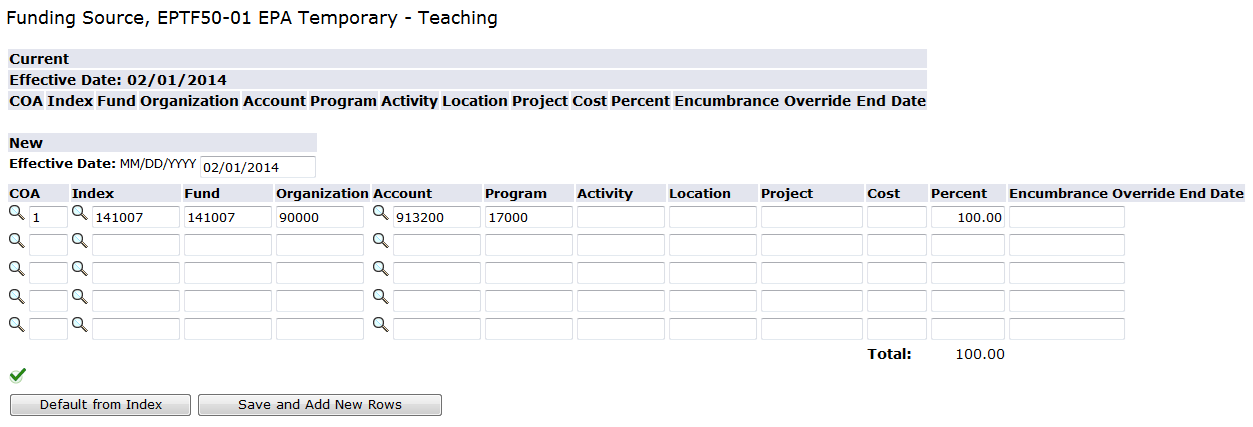 Funding Source, EPTF50-01 EPA Temporary - Teaching
Current
Effective Date: 02/01/2014
COA Index Fund Organization Account Program Activity Location Project Cost Percent Encumbrance Override End Date
New
Effective Date: MM/DD/YYYY 02/01/2014
COA Index Fund Organization Account Program Activity Location Project Cost Percent Encumbrance Override End Date
1 141007 141007 90000 913200 17000 100.00
Total: 100.00
Default from Index Save and Add New Rows